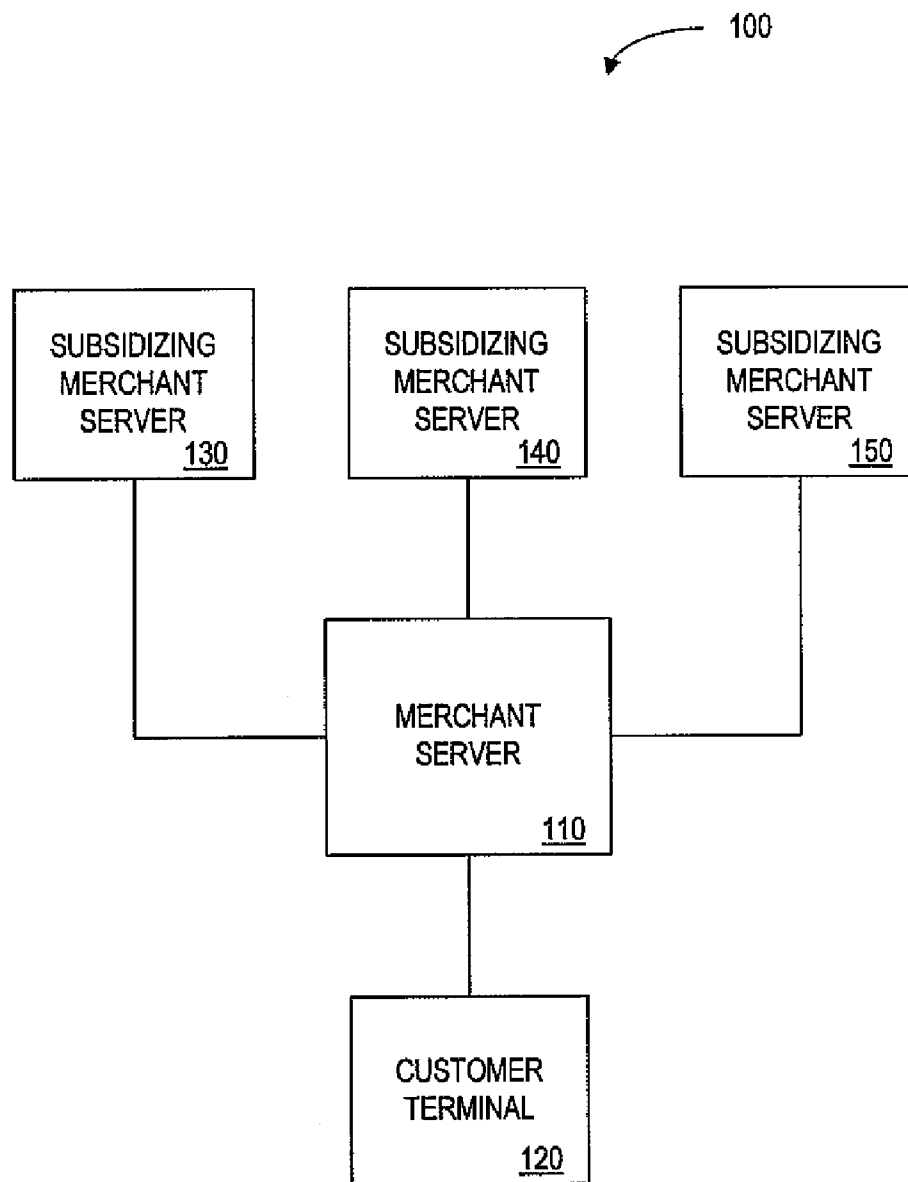 100
SUBSIDIZING
MERCHANT
SERVER
130
SUBSIDIZING
MERCHANT
SERVER
140
SUBSIDIZING
MERCHANT
SERVER
150
MERCHANT
SERVER
110
CUSTOMER
TERMINAL
120